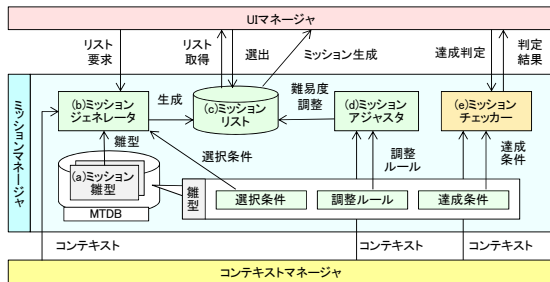 UIマネージャ
リスト
要求
リスト
取得
選出
ミッション生成
達成判定
判定
結果
ミッションマネージャ
(b)ミッション
ジェネレータ
生成
(c)ミッション
リスト
難易度
調整
(d)ミッション
アジャスタ
(e)ミッション
チェッカー
雛型
選択条件
調整
ルール
達成
条件
(a)ミッション
雛型
MTDB
雛型
選択条件
調整ルール
達成条件
コンテキスト
コンテキスト
コンテキスト
コンテキストマネージャ